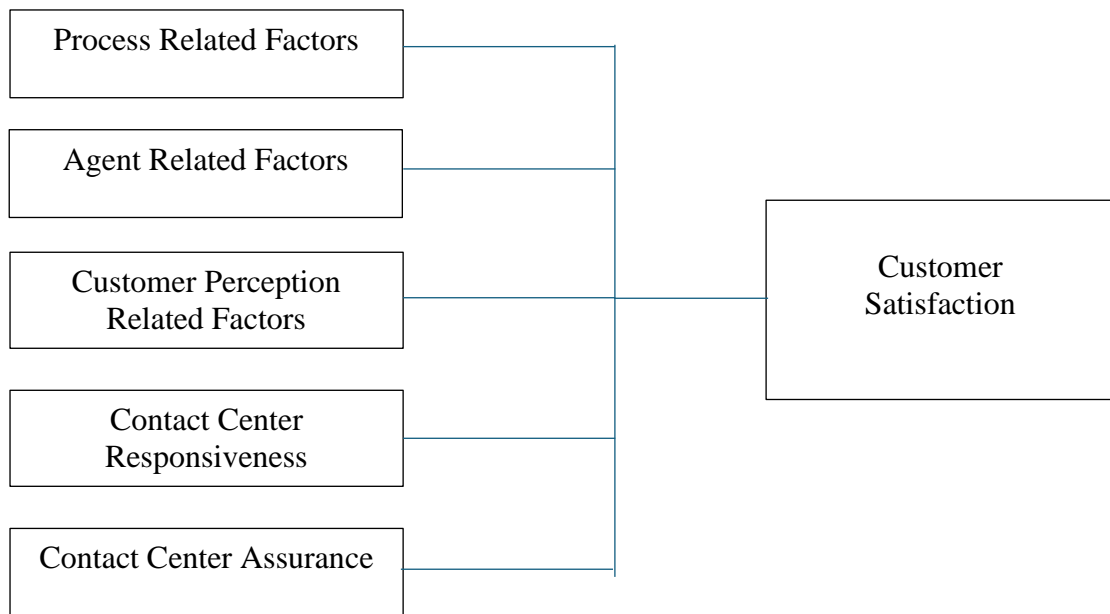 Process Related Factors
Agent Related Factors
Customer Perception
Related Factors
Contact Center
Responsiveness
Contact Center Assurance
Customer
Satisfaction